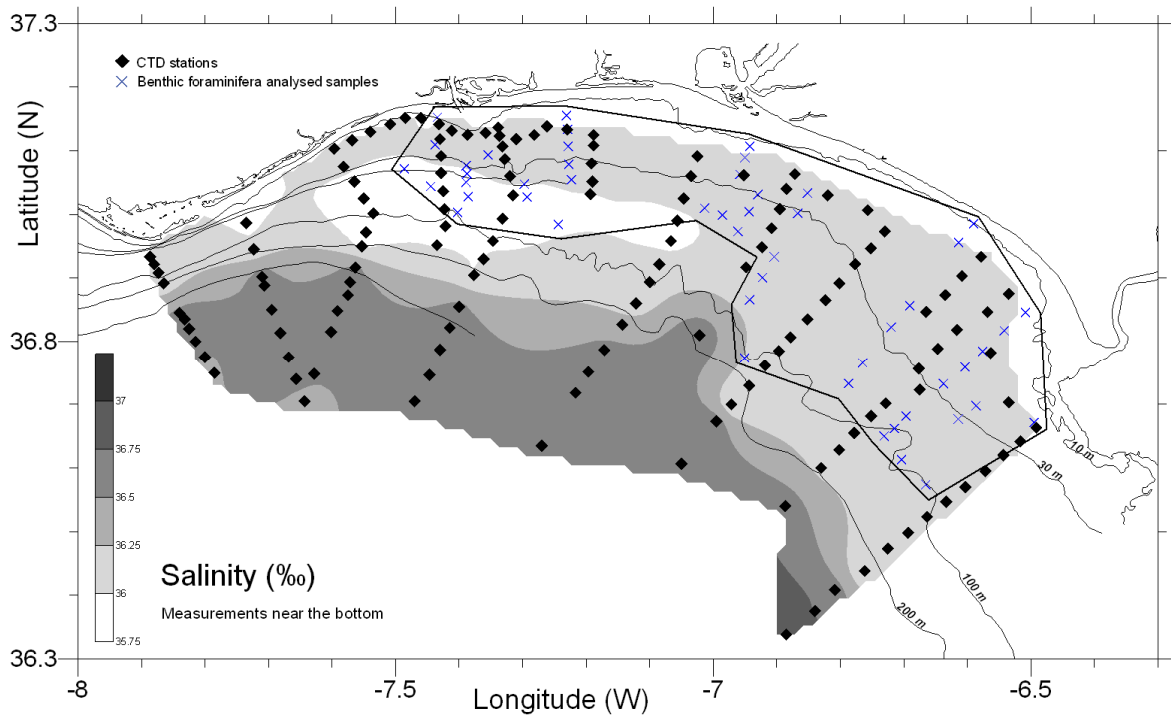 37.3
CTD stations
Benthic foraminifera analysed samples
Latitude (N)
36.8
37
36.75
36.5
36.25
36
35.75
Salinity (‰)
Measurements near the bottom
10 m
30 m
100 m
200 m
36.3
-8
-7.5
-7
-6.5
Longitude (W)